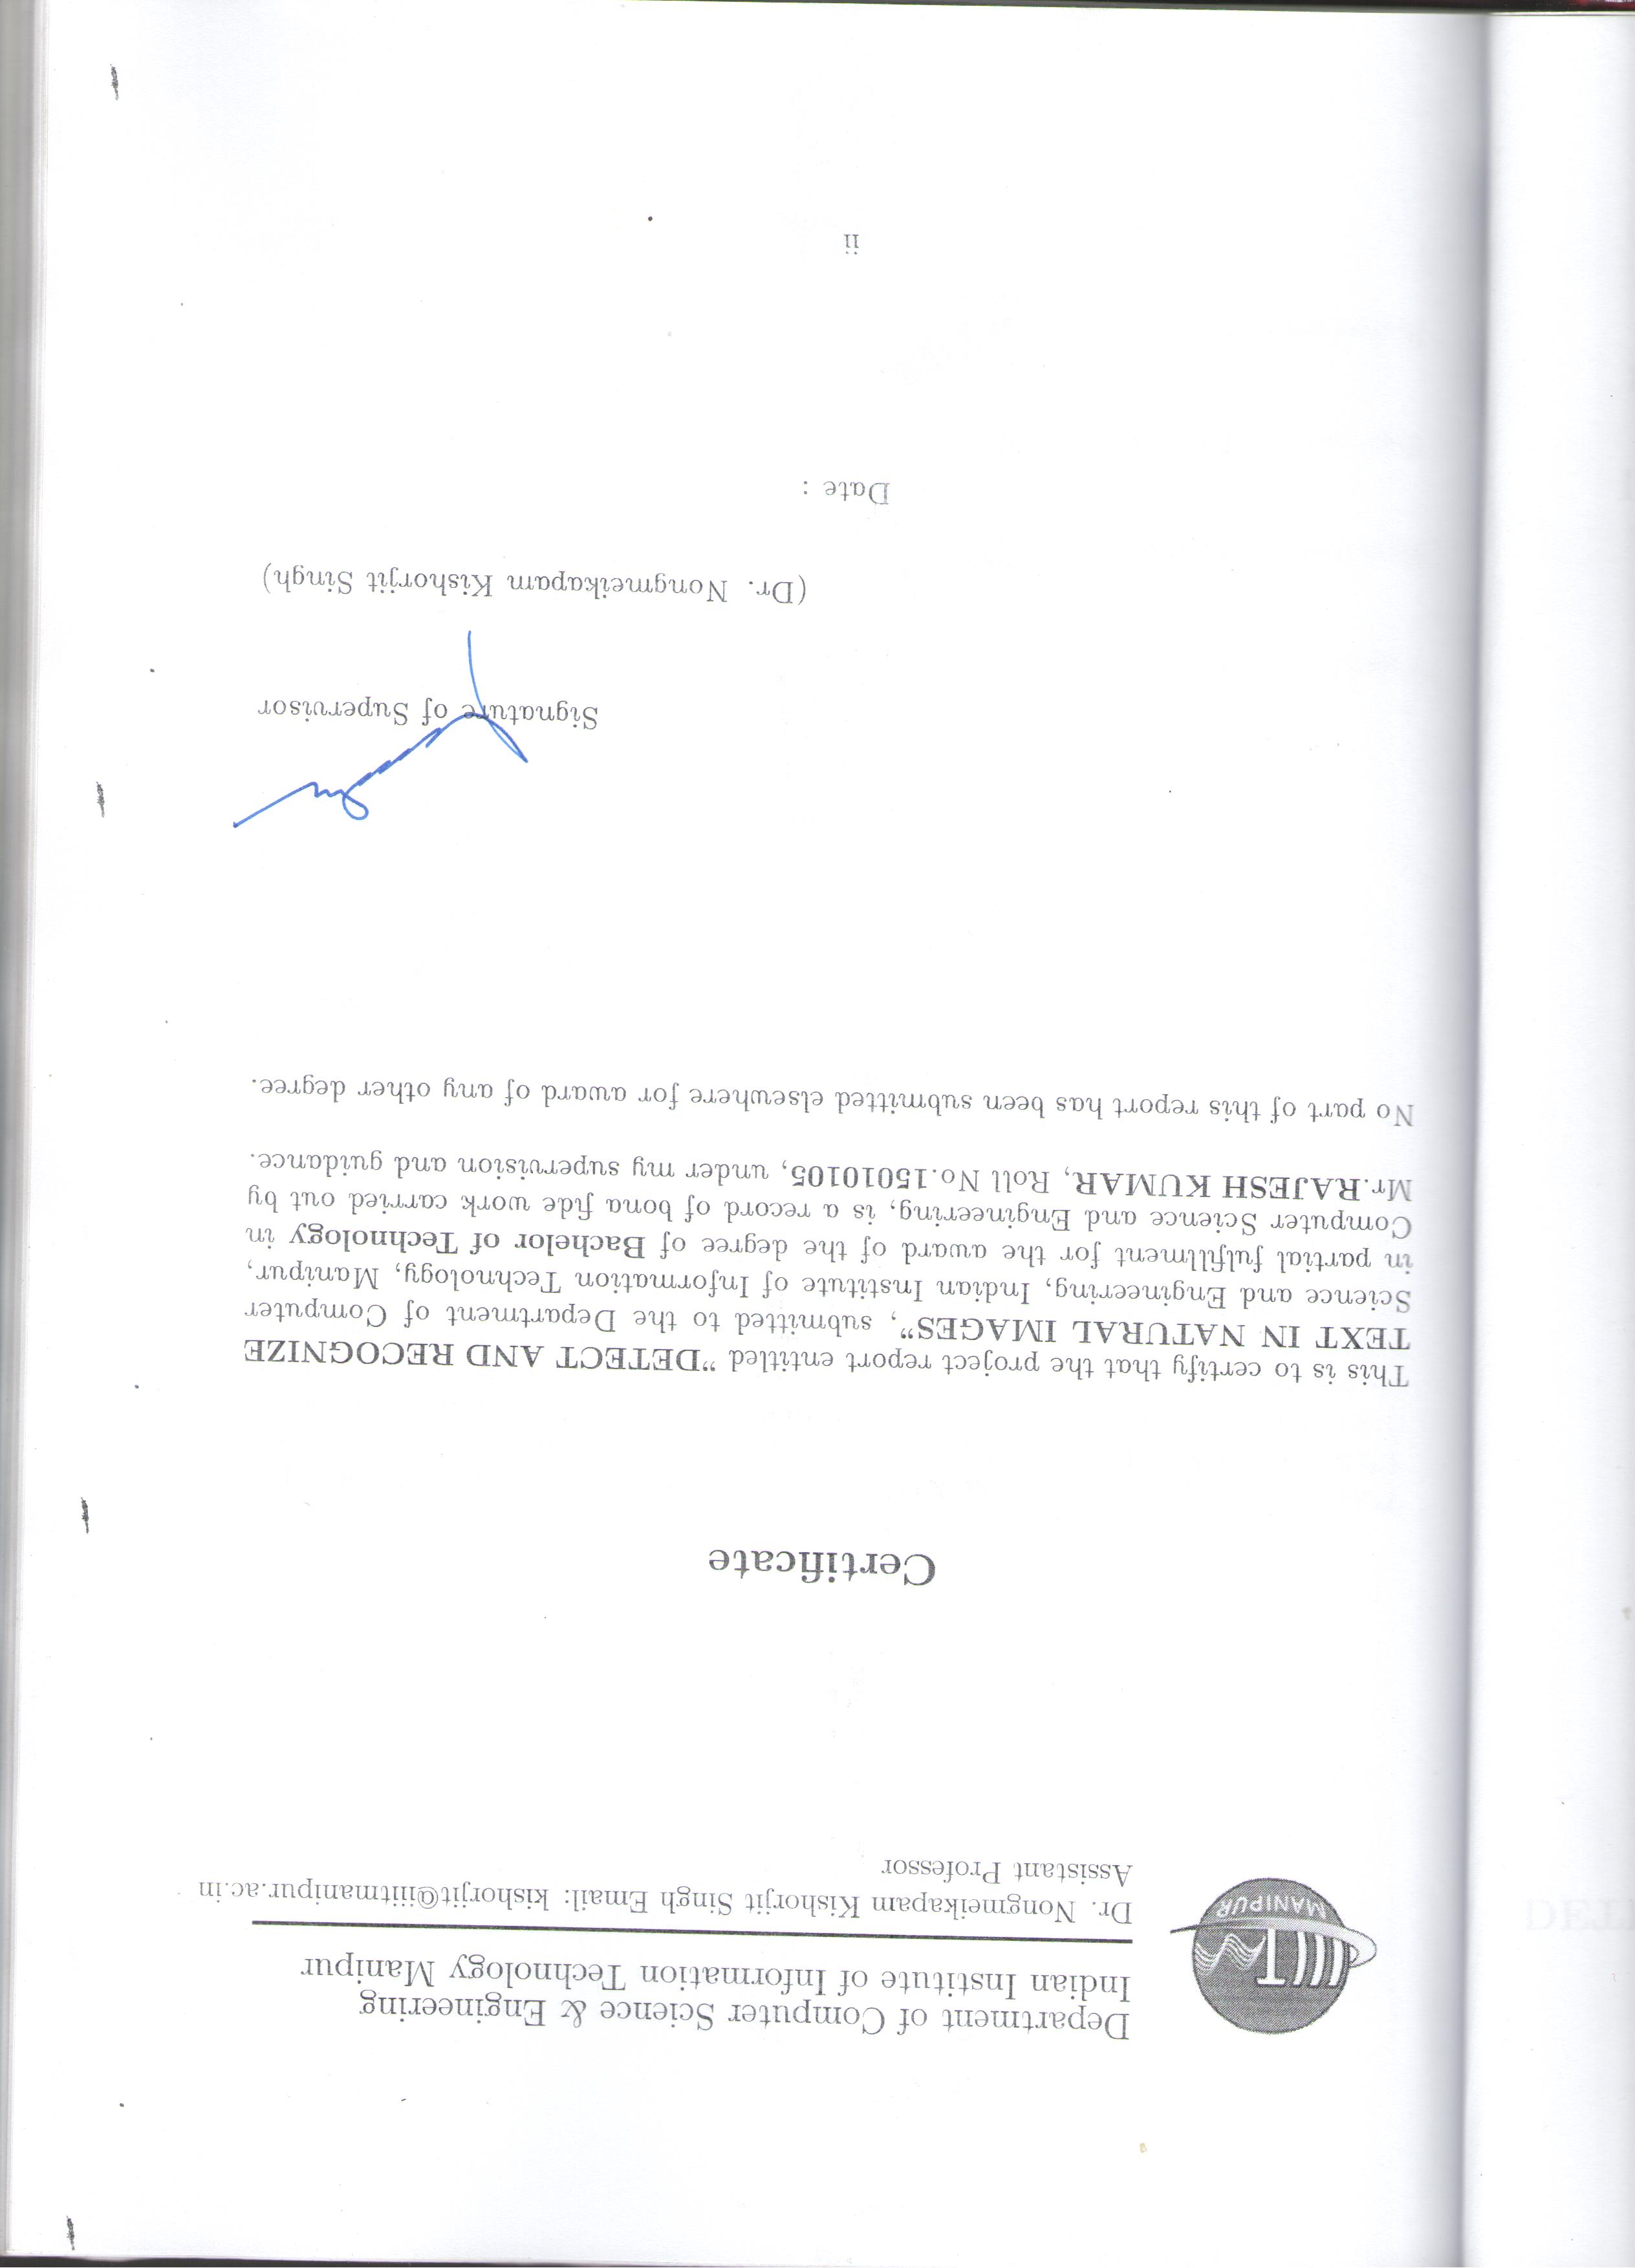 IIIT
MANIPUR
Department of Computer Science & Engineering
Indian Institute of Information Technology Manipur
Dr. Nongmeikapam Kishorjit Singh Email: kishorjit@iiitmanipur.ac.in
Assistant Professor
Certificate
This is to certify that the project report entitled ”DETECT AND RECOGNIZE
TEXT IN NATURAL IMAGES”, submitted to the Department of Computer
Science and Engineering, Indian Institute of Information Technology, Manipur,
in partial fulfillment for the award of the degree of Bachelor of Technology in
Computer Science and Engineering, is a record of bona fide work carried out by
Mr.RAJESH KUMAR, Roll No.15010105, under my supervision and guidance.
No part of this report has been submitted elsewhere for award of any other degree.
Signature of Supervisor
(Dr. Nongmeikapam Kishorjit Singh)
Date :
ii